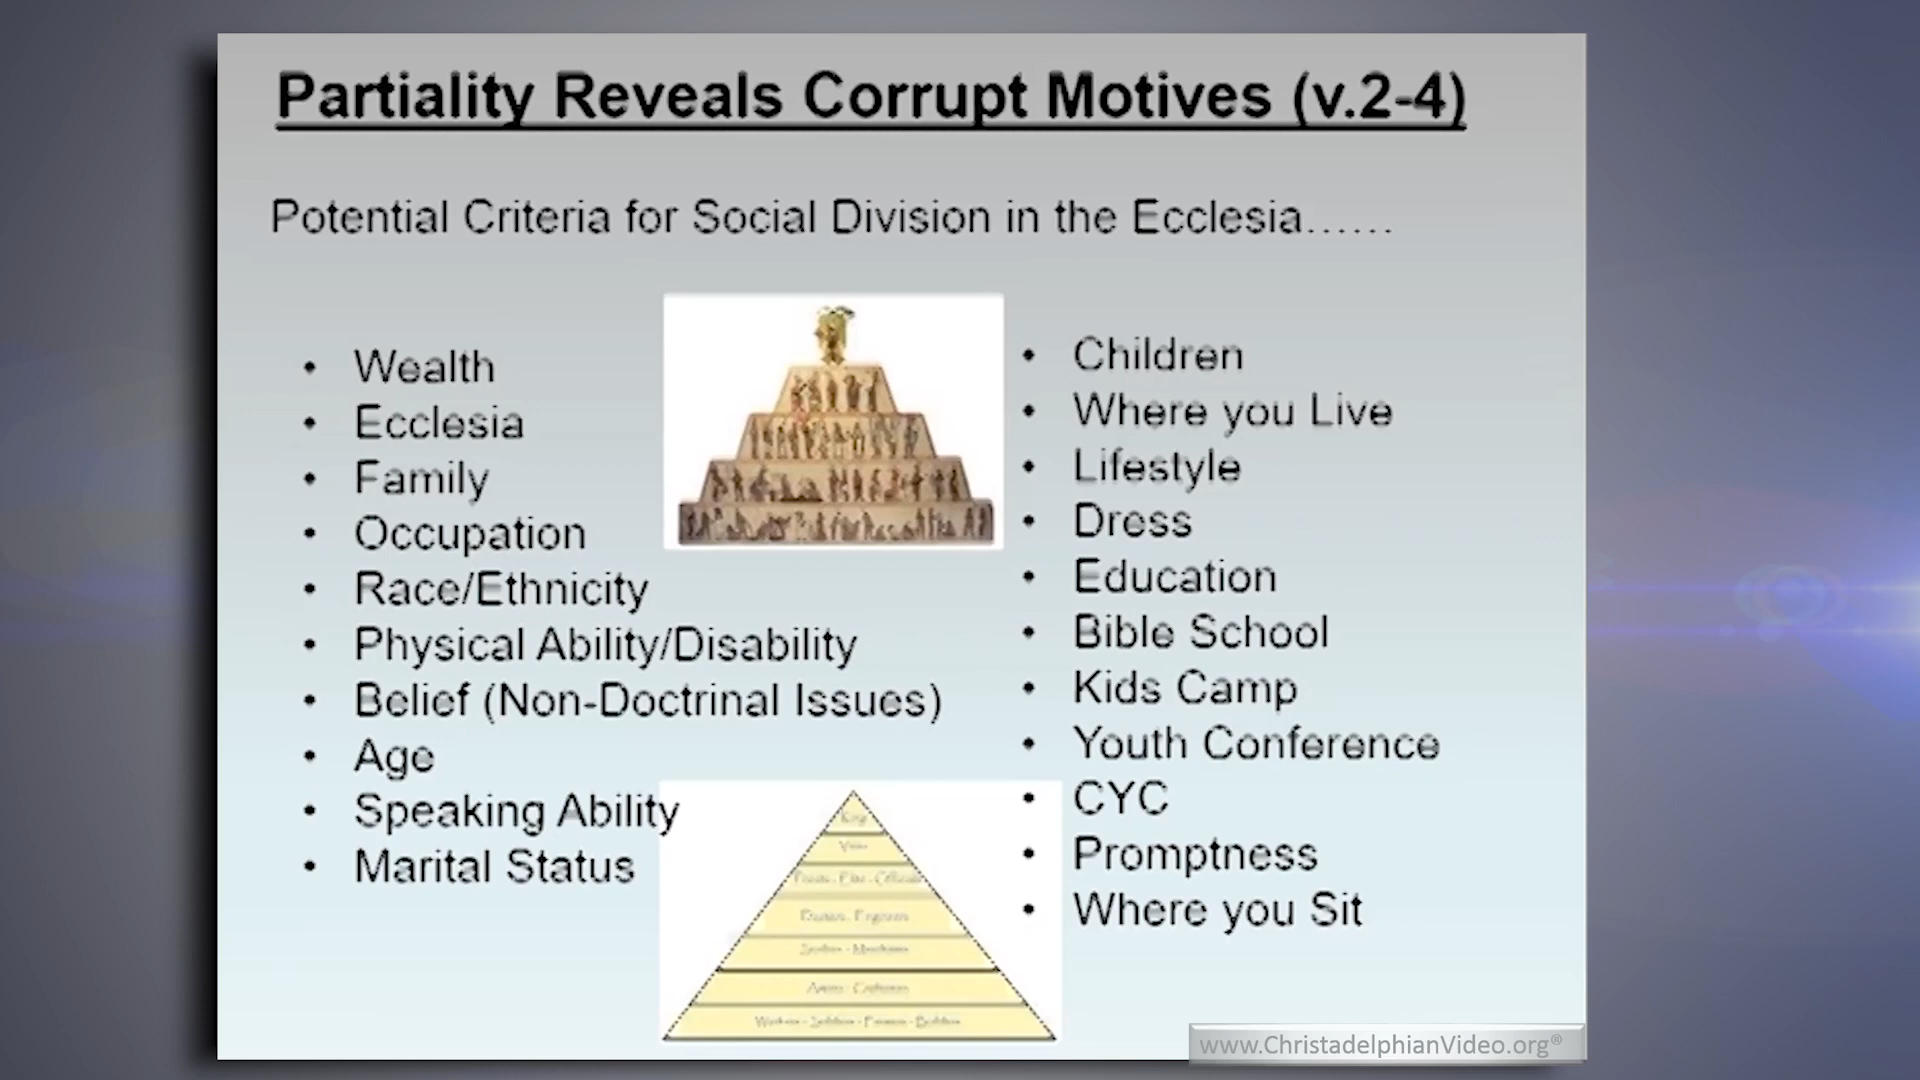 Partiality Reveals Corrupt Motives (v.2-4)
Potential Criteria for Social Division in the Ecclesia......
• Wealth
• Ecclesia
• Family
• Occupation
• Race/Ethnicity
• Physical Ability/Disability
• Belief (Non-Doctrinal Issues)
• Age
• Speaking Ability
• Marital Status
• Children
• Where you Live
• Lifestyle
• Dress
• Education
• Bible School
• Kids Camp
• Youth Conference
• CYC
• Promptness
• Where you Sit
www.ChristadelphianVideo.org®